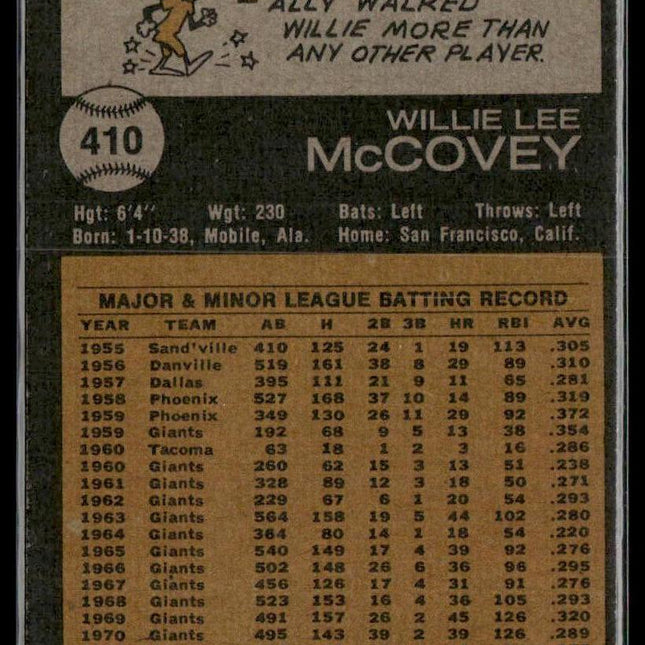 ALLY WALKED
WILLIE MORE THAN
ANY OTHER PLAYER.
410
WILLIE LEE
McCOVEY
Hgt: 6'4" Wgt: 230 Bats: Left Throws: Left
Born: 1-10-38, Mobile, Ala. Home: San Francisco, Calif.
MAJOR & MINOR LEAGUE BATTING RECORD
YEAR TEAM AB H 2B 3B HR RBI AVG
1955 Sand'ville 410 125 24 1 19 113 .305
1956 Danville 519 161 38 8 29 89 .310
1957 Dallas 395 111 21 9 11 65 .281
1958 Phoenix 527 168 37 10 14 89 .319
1959 Phoenix 349 130 26 11 29 92 .372
1959 Giants 192 68 9 5 13 38 .354
1960 Tacoma 63 18 1 2 3 16 .286
1960 Giants 260 62 15 3 13 51 .238
1961 Giants 328 89 12 3 18 50 .271
1962 Giants 229 67 6 1 20 54 .293
1963 Giants 564 158 19 5 44 102 .280
1964 Giants 364 80 14 1 18 54 .220
1965 Giants 540 149 17 4 39 92 .276
1966 Giants 502 148 26 6 36 96 .295
1967 Giants 456 126 17 4 31 91 .276
1968 Giants 523 153 16 4 36 105 .293
1969 Giants 491 157 26 2 45 126 .320
1970 Giants 495 143 39 2 39 126 .289